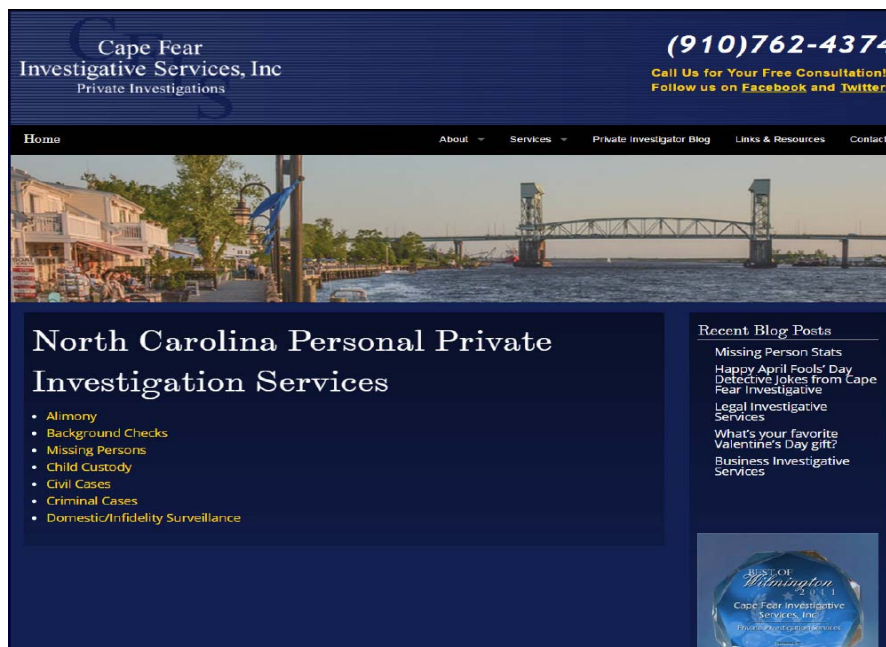 Cape Fear
Investigative Services, Inc
Private Investigations
(910)762-4374
Call Us for Your Free Consultation!
Follow us on Facebook and Twitter
Home
About
Services
Private Investigator Blog
Links & Resources
Contact
North Carolina Personal Private
Investigation Services
Alimony
Background Checks
Missing Persons
Child Custody
Civil Cases
Criminal Cases
Domestic/Infidelity Surveillance
Recent Blog Posts
Missing Person Stats
Happy April Fools' Day
Detective Jokes from Cape
Fear Investigative
Legal Investigative
Services
What's your favorite
Valentine's Day gift?
Business Investigative
Services
BEST OF
Wilmington
2011
Cape Fear Investigative
Services, Inc
Private Investigation Services